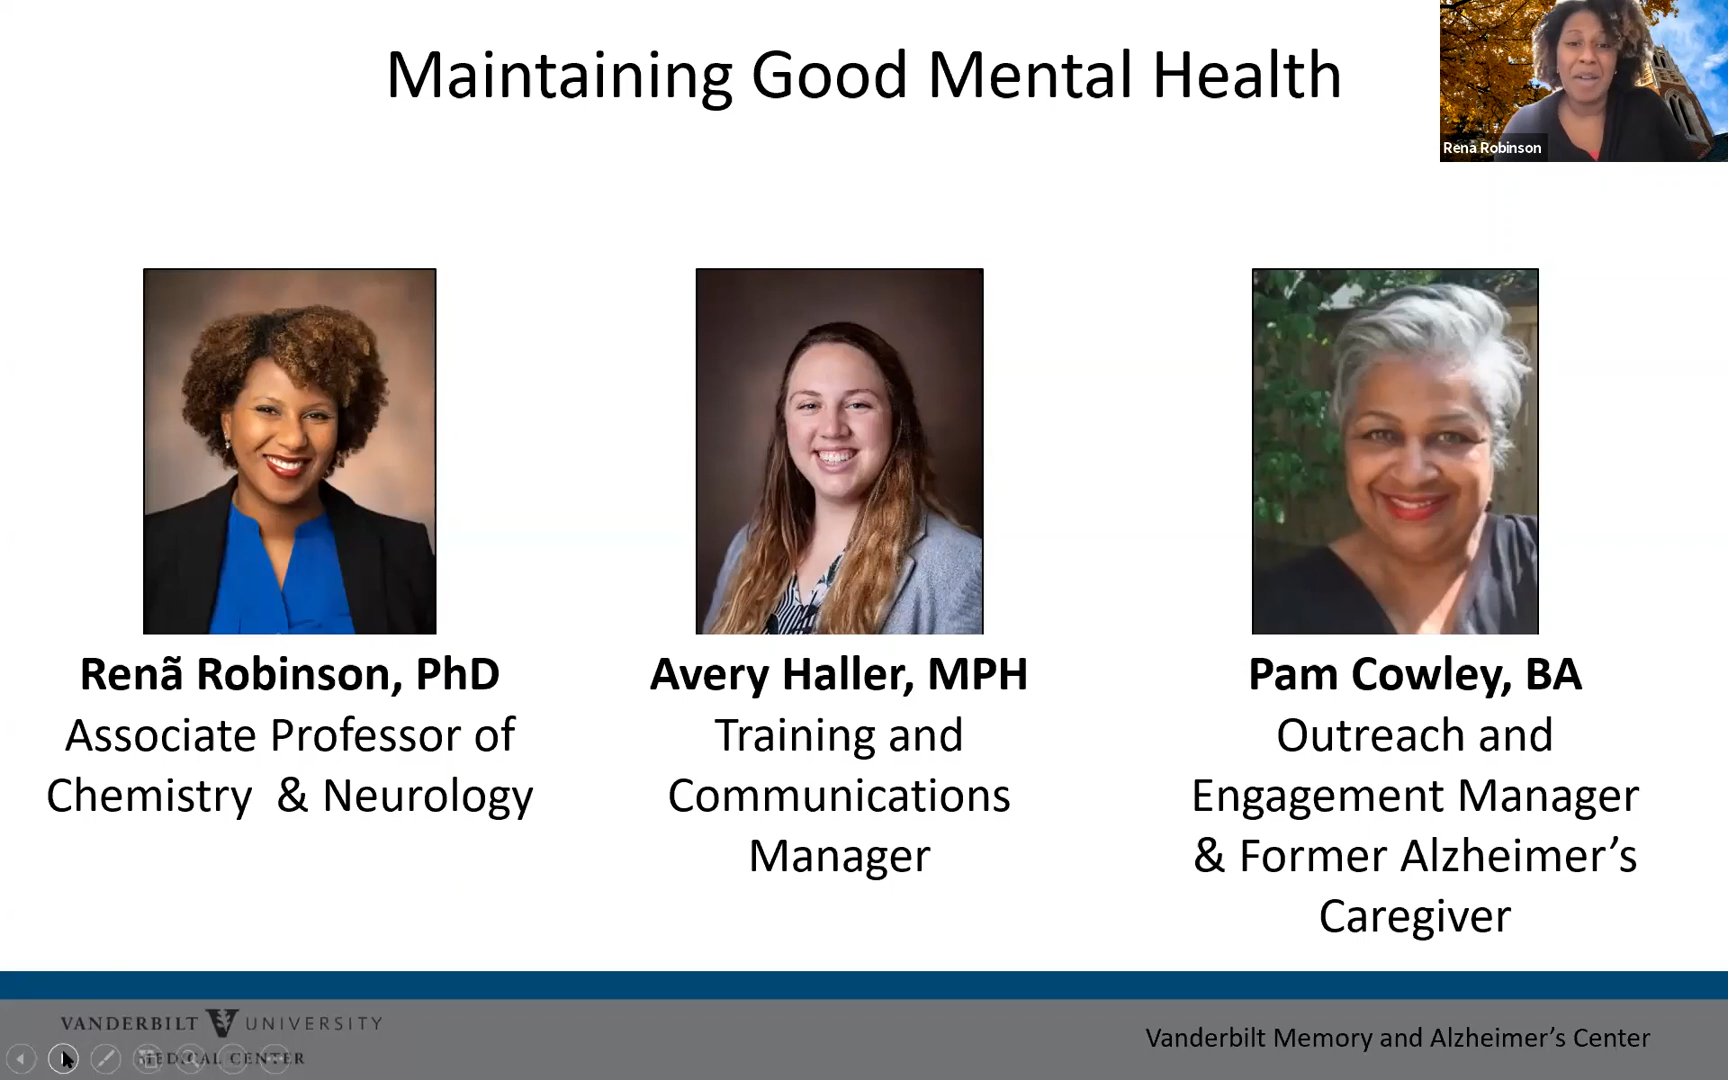 Maintaining Good Mental Health
Renã Robinson
Renã Robinson, PhD
Associate Professor of
Chemistry & Neurology
Avery Haller, MPH
Training and
Communications
Manager
Pam Cowley, BA
Outreach and
Engagement Manager
& Former Alzheimer’s
Caregiver
VANDERBILT UNIVERSITY
MEDICAL CENTER
Vanderbilt Memory and Alzheimer’s Center